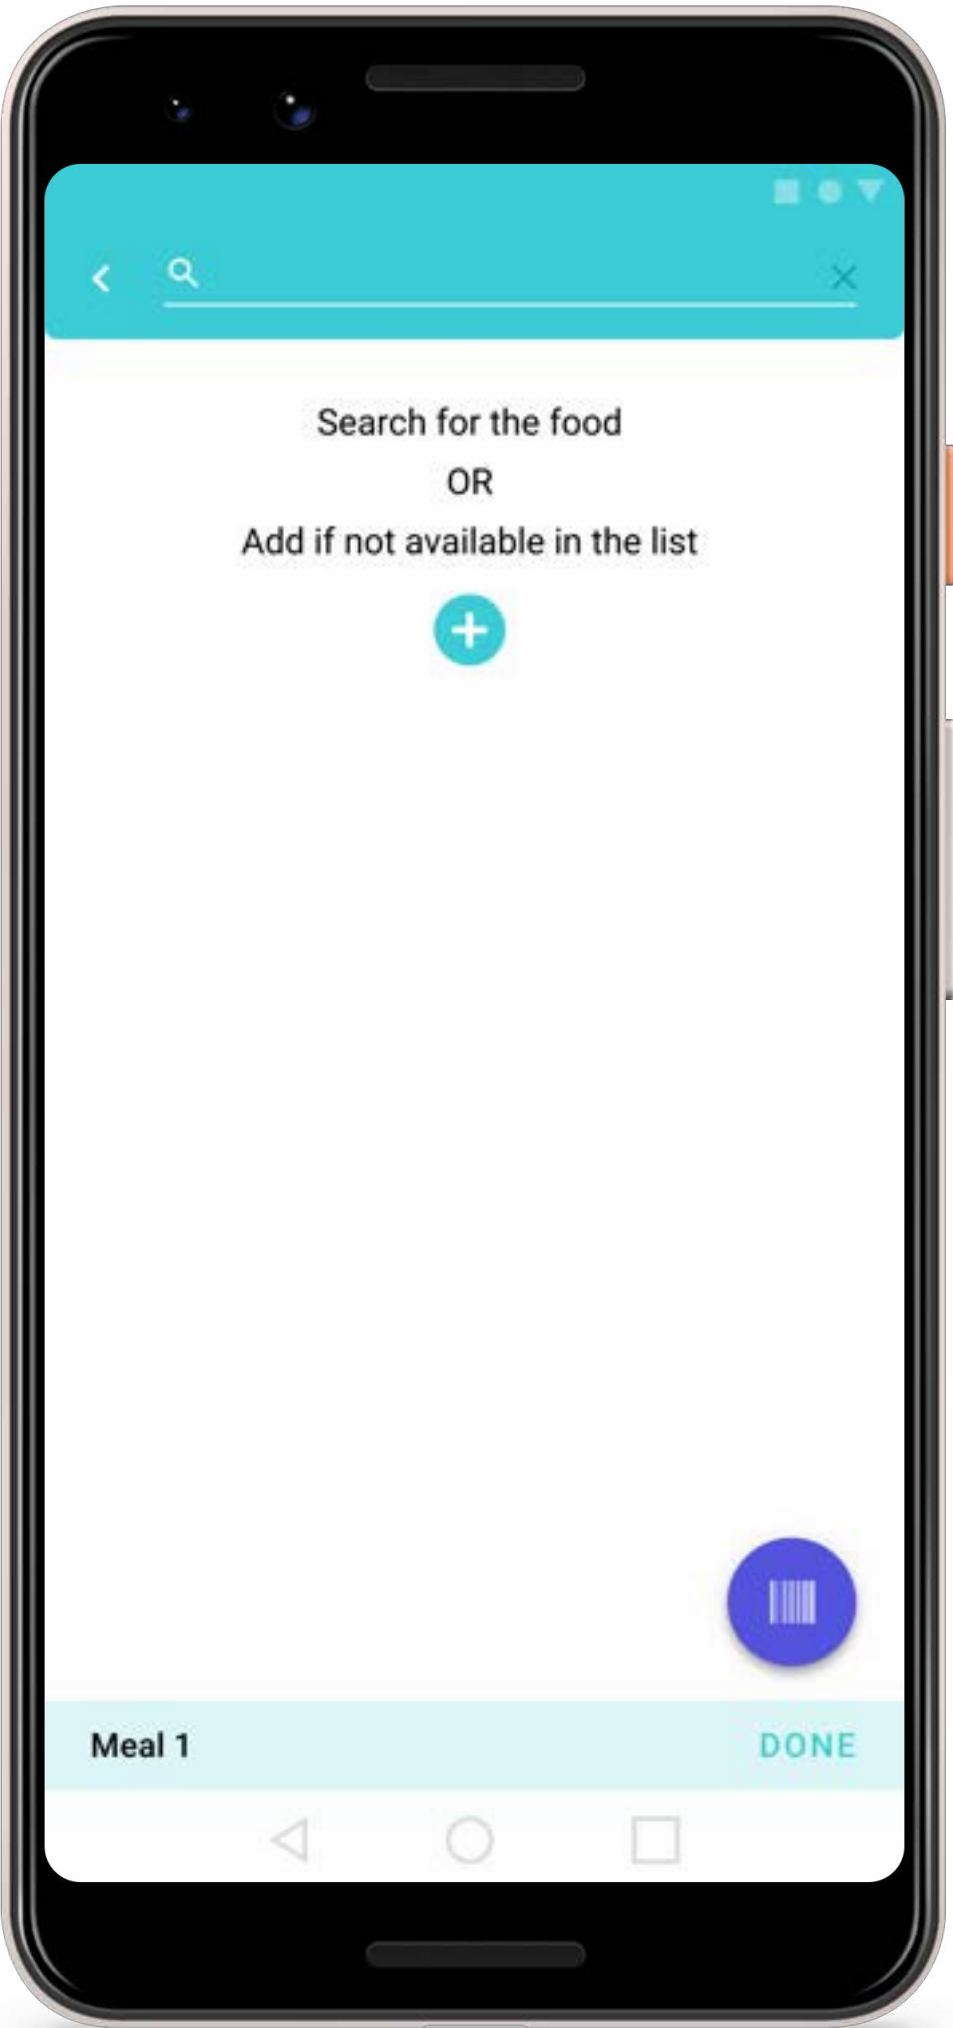 Search for the food
OR
Add if not available in the list
Meal 1
DONE